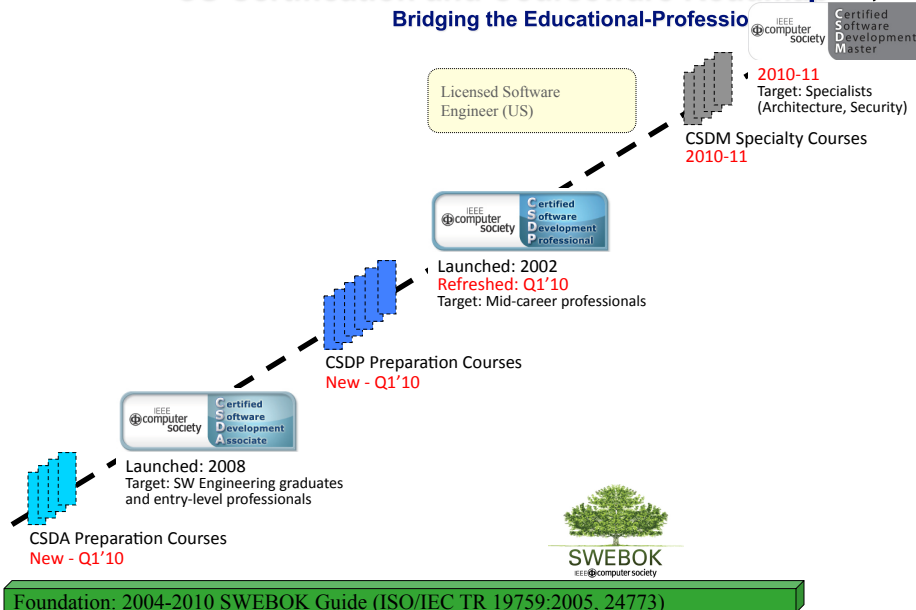 Bridging the Educational-Professio
IEEE
computer
society
Certified
Software
Development
Master
2010-11
Target: Specialists
(Architecture, Security)
Licensed Software
Engineer (US)
CSDM Specialty Courses
2010-11
IEEE
computer
society
Certified
Software
Development
Professional
Launched: 2002
Refreshed: Q1'10
Target: Mid-career professionals
CSDP Preparation Courses
New - Q1'10
IEEE
computer
society
Certified
Software
Development
Associate
Launched: 2008
Target: SW Engineering graduates
and entry-level professionals
CSDA Preparation Courses
New - Q1'10
SWEBOK
IEEE computer society
Foundation: 2004-2010 SWEBOK Guide (ISO/IEC TR 19759:2005, 24773)